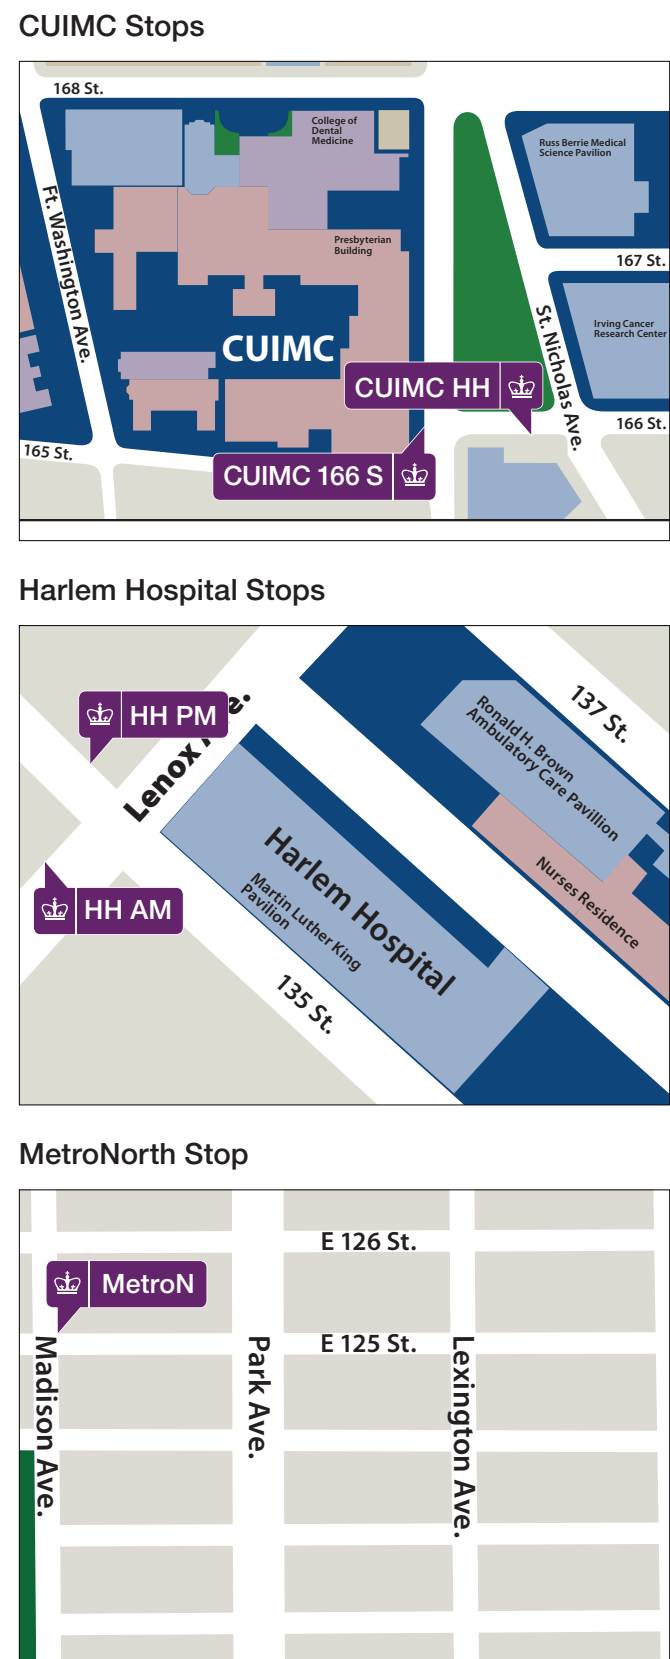 CUIMC Stops
168 St.
College of
Dental
Medicine
Russ Berrie Medical
Science Pavilion
Ft. Washington Ave.
Presbyterian
Building
167 St.
St. Nicholas Ave.
Irving Cancer
Research Center
CUIMC
CUIMC HH
166 St.
165 St.
CUIMC 166 S
Harlem Hospital Stops
137 St.
HH PM
Lenox Ave.
Ronald H. Brown
Ambulatory Care Pavillion
Nurses Residence
Harlem Hospital
Martin Luther King
Pavilion
HH AM
135 St.
MetroNorth Stop
E 126 St.
MetroN
E 125 St.
Madison Ave.
Park Ave.
Lexington Ave.